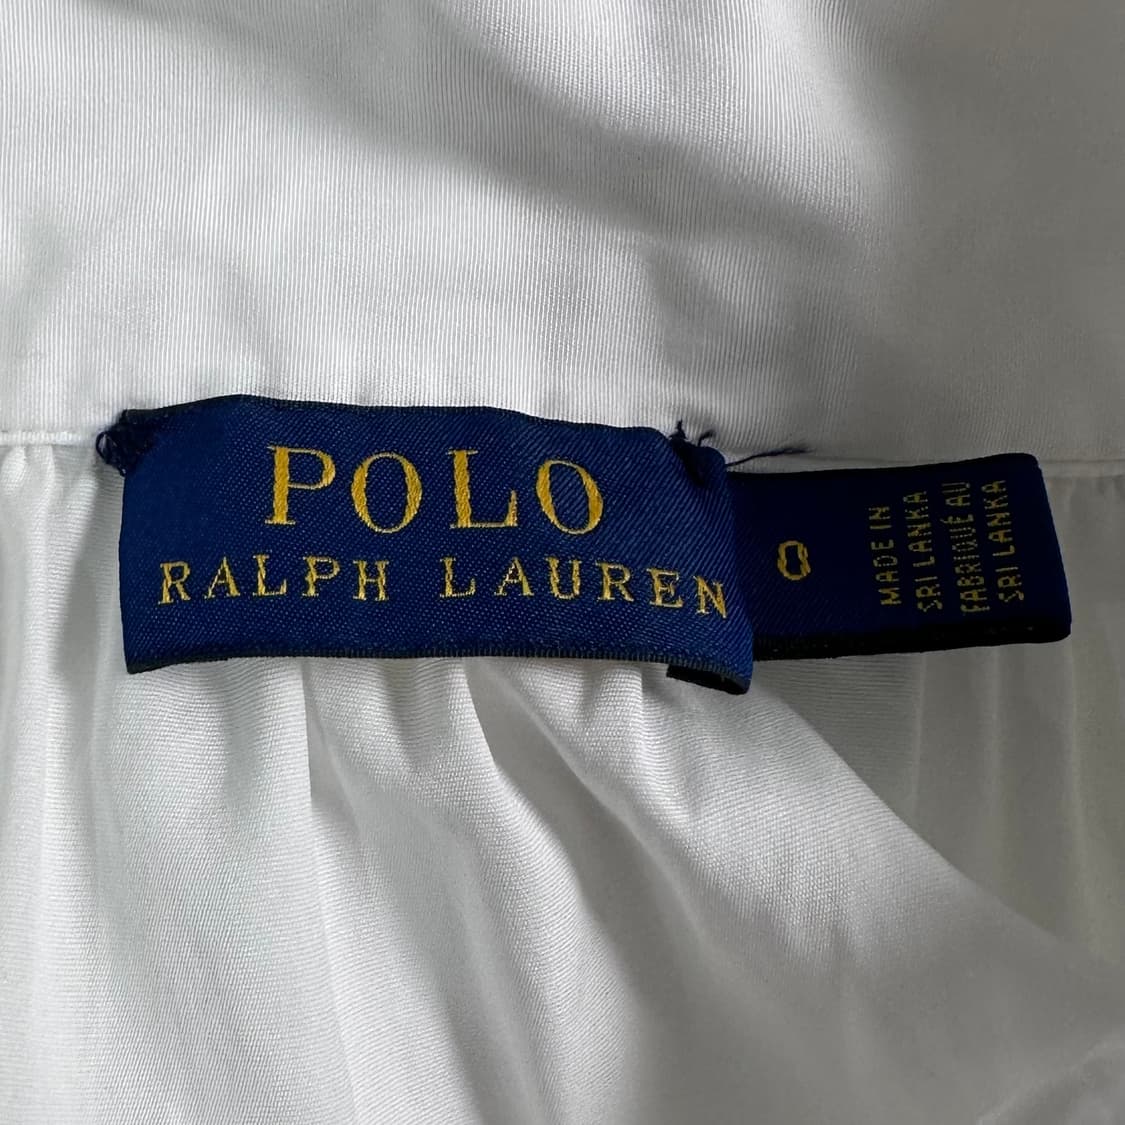 POLO
RALPH LAUREN
0
MADE IN
SRI LANKA
FABRIQUÉ AU
SRI LANKA